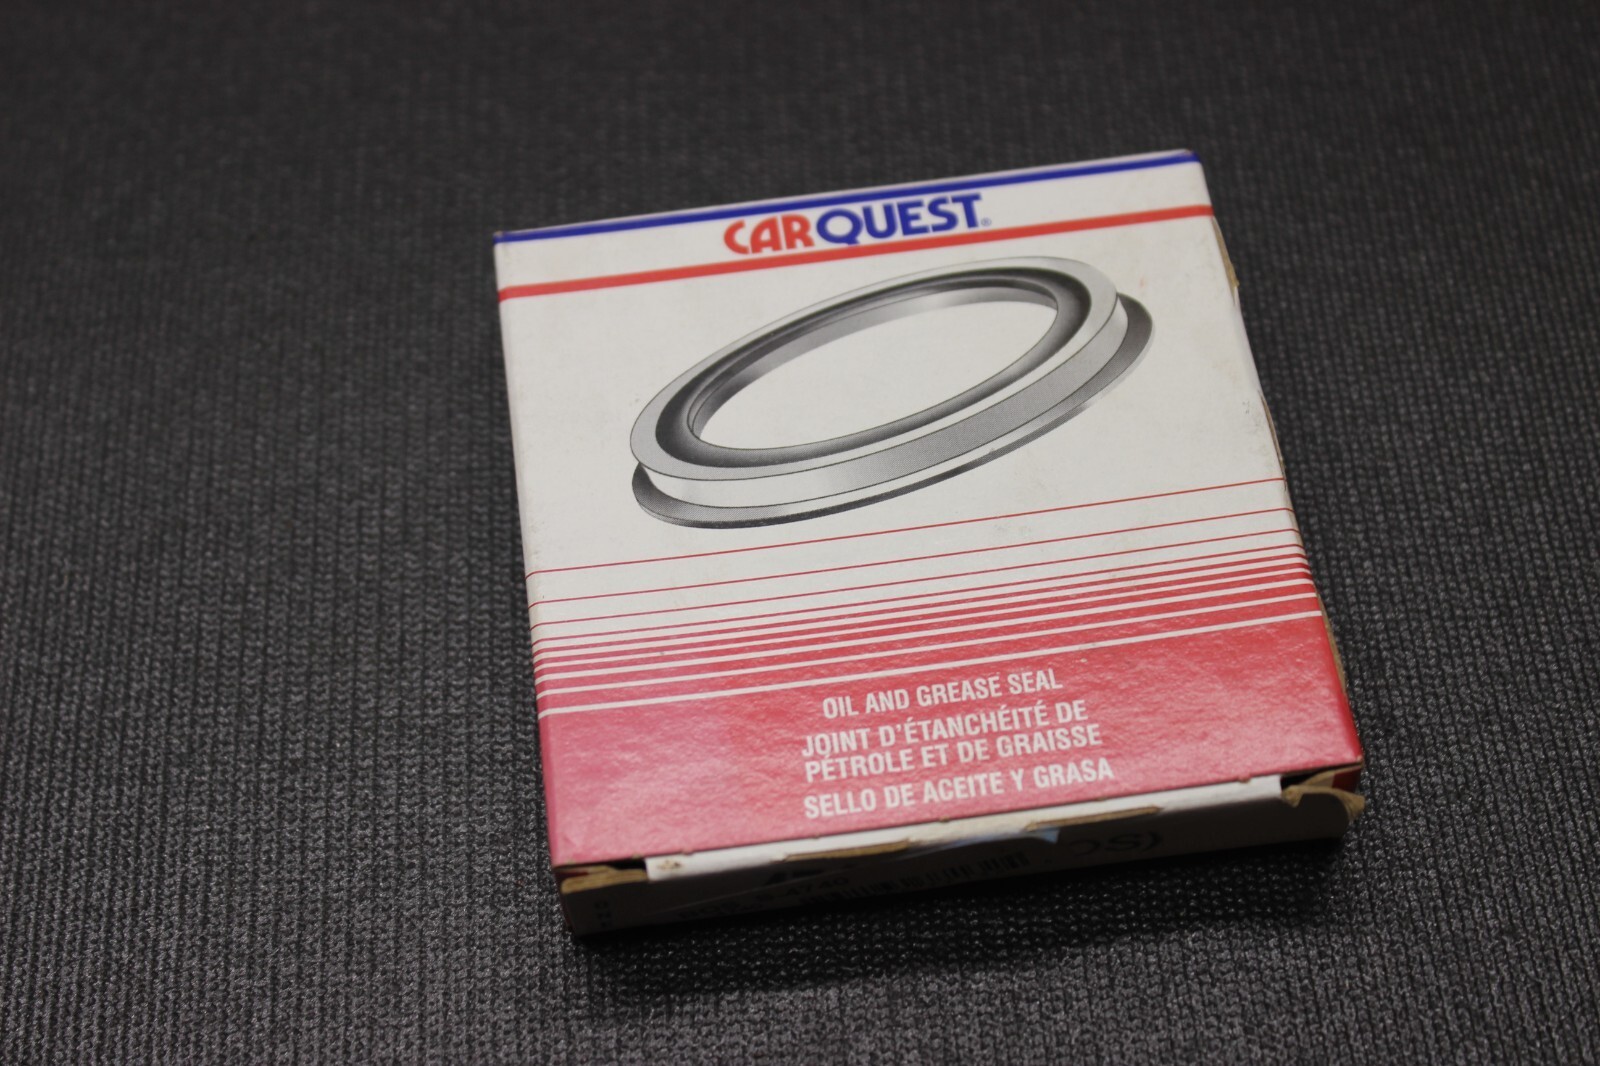 CARQUEST®
OIL AND GREASE SEAL
JOINT D'ÉTANCHÉITÉ DE
PÉTROLE ET DE GRAISSE
SELLO DE ACEITE Y GRASA